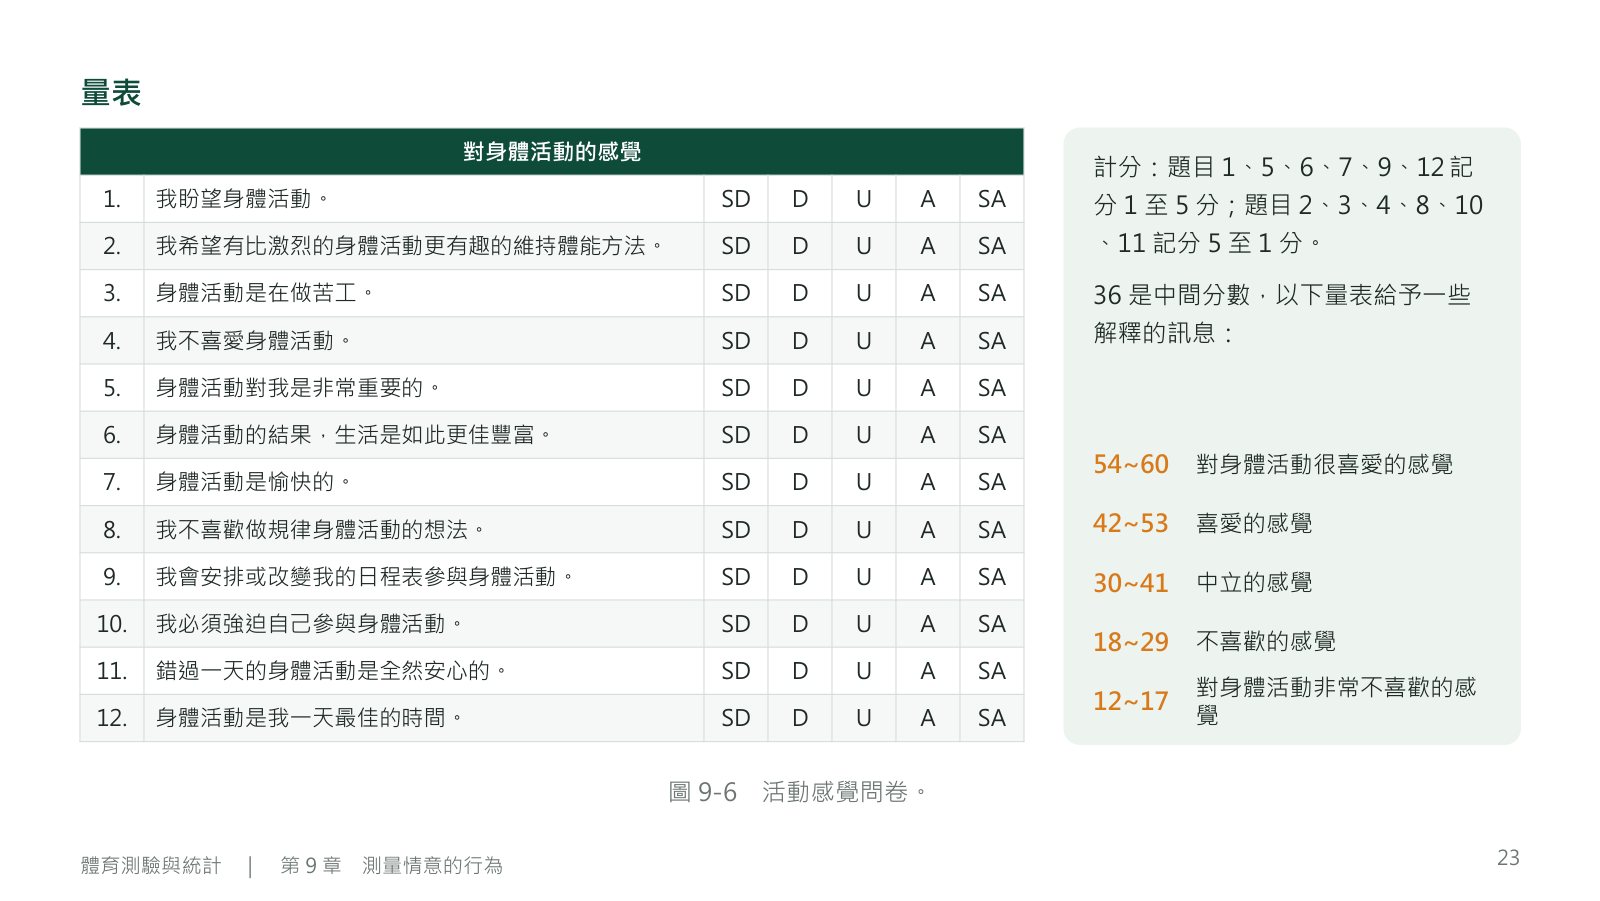 量表
對身體活動的感覺
1. 我盼望身體活動。 SD D U A SA
2. 我希望有比激烈的身體活動更有趣的維持體能方法。 SD D U A SA
3. 身體活動是在做苦工。 SD D U A SA
4. 我不喜愛身體活動。 SD D U A SA
5. 身體活動對我是非常重要的。 SD D U A SA
6. 身體活動的結果，生活是如此更佳豐富。 SD D U A SA
7. 身體活動是愉快的。 SD D U A SA
8. 我不喜歡做規律身體活動的想法。 SD D U A SA
9. 我會安排或改變我的日程表參與身體活動。 SD D U A SA
10. 我必須強迫自己參與身體活動。 SD D U A SA
11. 錯過一天的身體活動是全然安心的。 SD D U A SA
12. 身體活動是我一天最佳的時間。 SD D U A SA
計分：題目 1、5、6、7、9、12 記
分 1 至 5 分；題目 2、3、4、8、10
、11 記分 5 至 1 分。
36 是中間分數，以下量表給予一些
解釋的訊息：
54~60 對身體活動很喜愛的感覺
42~53 喜愛的感覺
30~41 中立的感覺
18~29 不喜歡的感覺
12~17 對身體活動非常不喜歡的感
覺
圖 9-6 活動感覺問卷。
體育測驗與統計 | 第 9 章 測量情意的行為
23